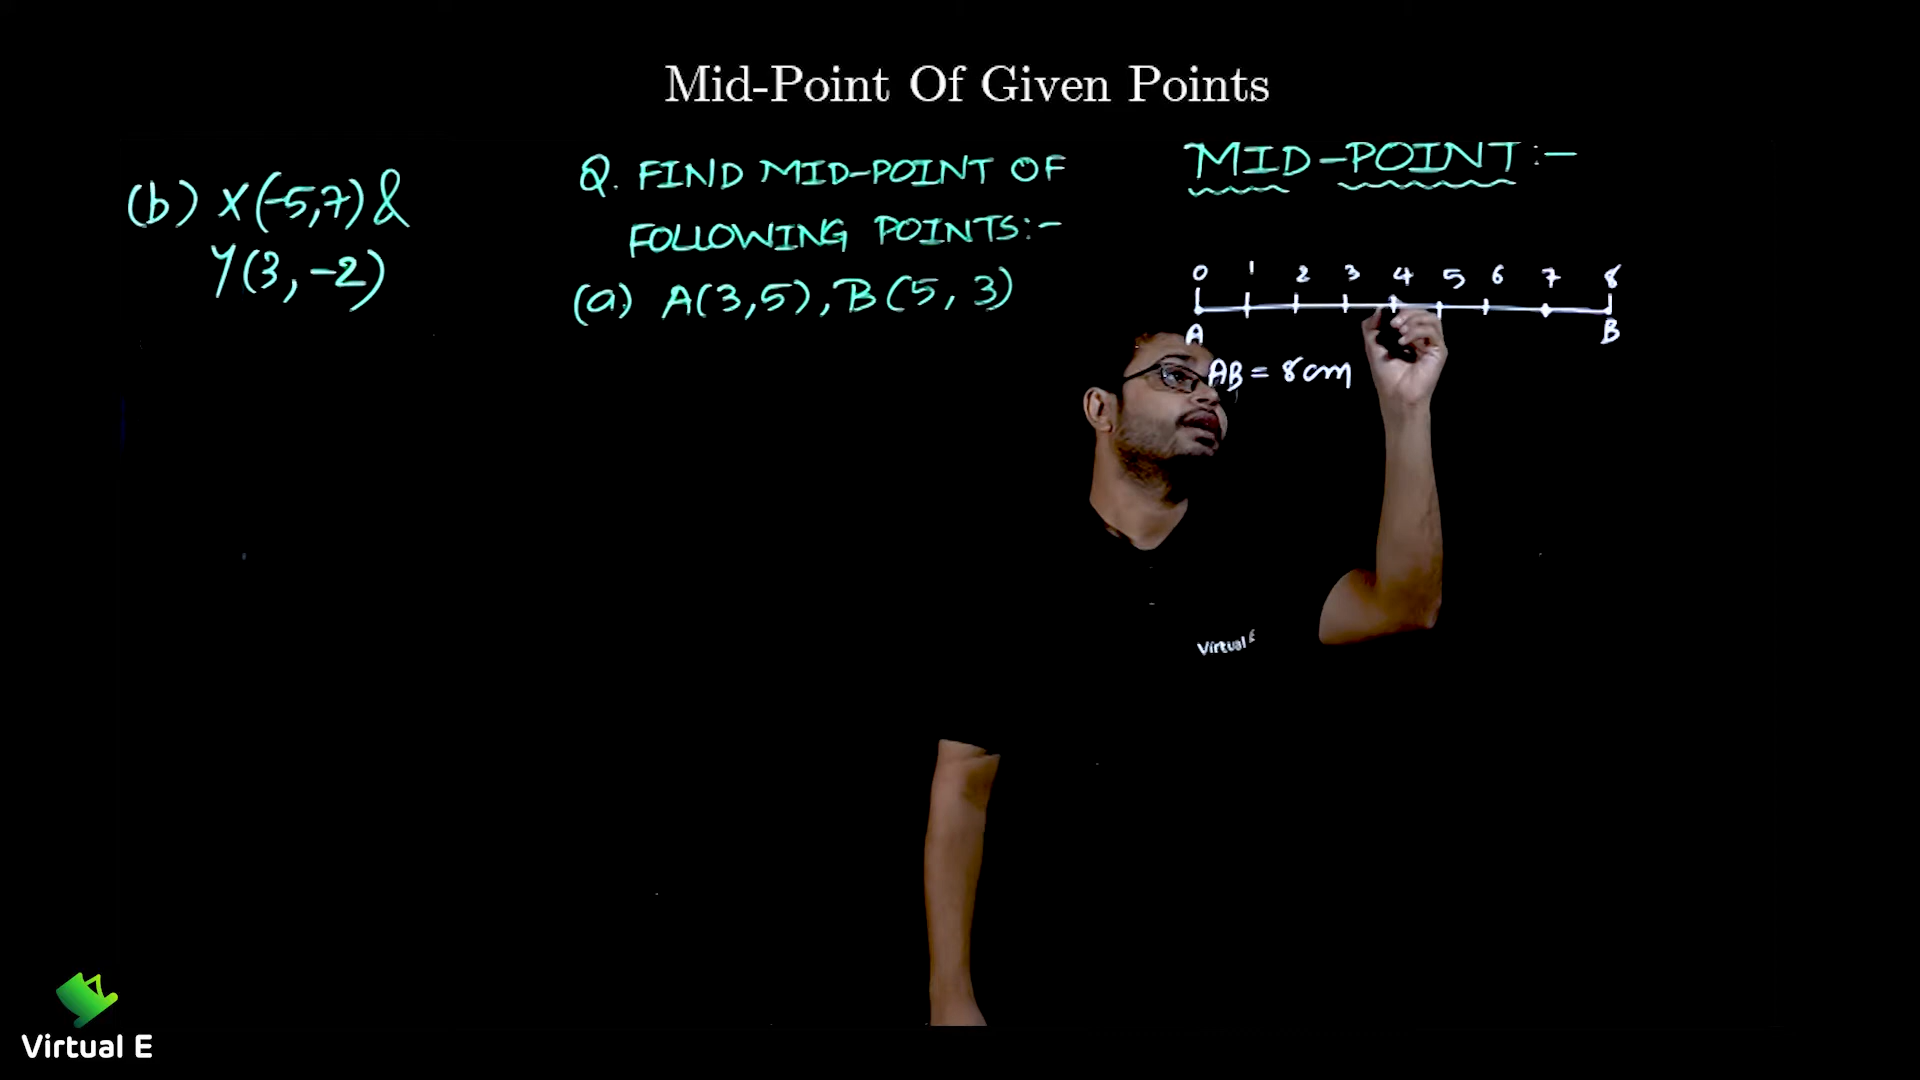 Mid-Point Of Given Points
(b) X(-5,7) &
Y(3, -2)
Q. FIND MID-POINT OF
FOLLOWING POINTS:-
(a) A(3,5), B(5, 3)
MID-POINT:-
0 1 2 3 4 5 6 7 8
A B
AB = 8cm
Virtual E
Virtual E